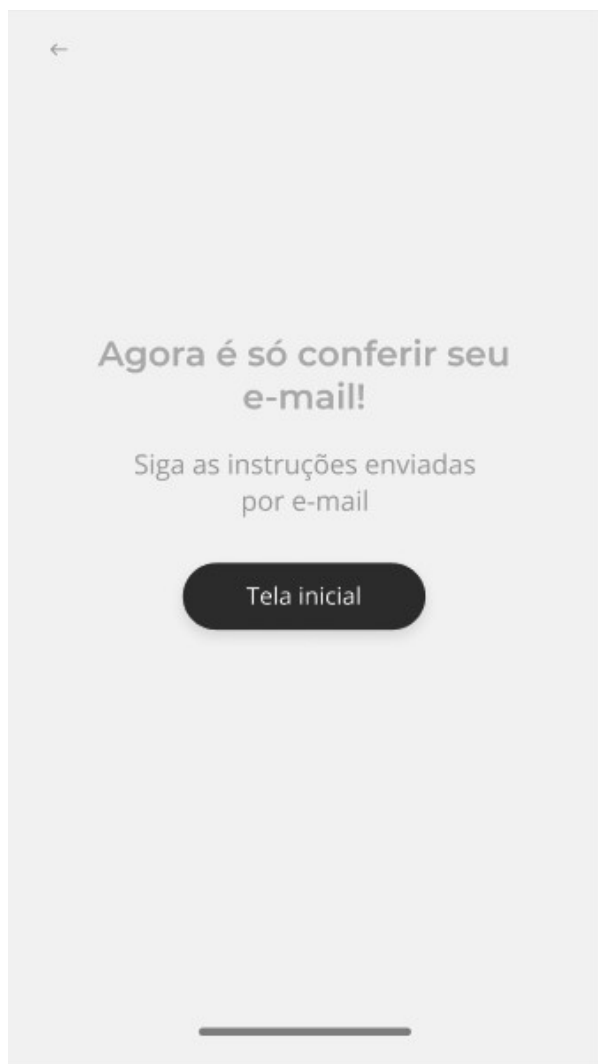 Agora é só conferir seu
e-mail!
Siga as instruções enviadas
por e-mail
Tela inicial